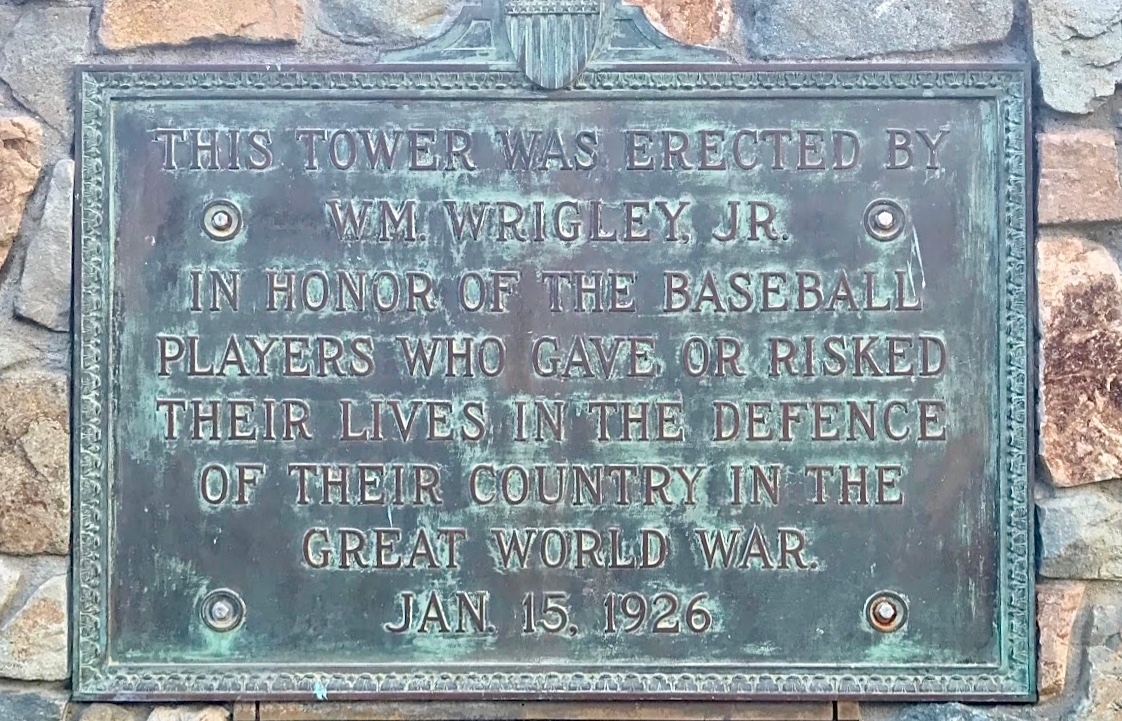 THIS TOWER WAS ERECTED BY
WM. WRIGLEY, JR.
IN HONOR OF THE BASEBALL
PLAYERS WHO GAVE OR RISKED
THEIR LIVES IN THE DEFENCE
OF THEIR COUNTRY IN THE
GREAT WORLD WAR.
JAN. 15, 1926